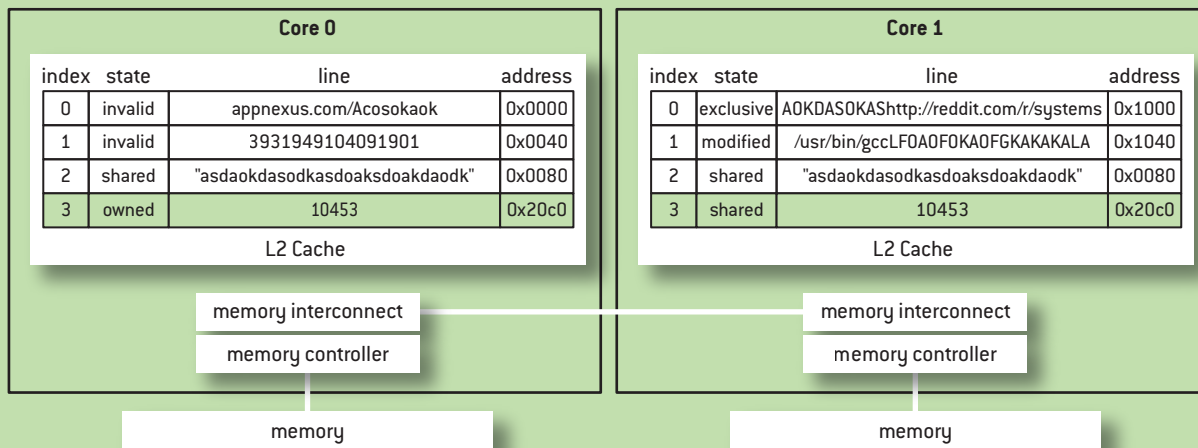 Core 0
index state line address
0 invalid appnexus.com/Acosokaok 0x0000
1 invalid 3931949104091901 0x0040
2 shared "asdaokdasodkasdoaksdoakdaodk" 0x0080
3 owned 10453 0x20c0
L2 Cache
memory interconnect
memory controller
memory
Core 1
index state line address
0 exclusive AOKDASOKAShttp://reddit.com/r/systems 0x1000
1 modified /usr/bin/gccLFOAOFOKAOFGKAKAKALA 0x1040
2 shared "asdaokdasodkasdoaksdoakdaodk" 0x0080
3 shared 10453 0x20c0
L2 Cache
memory interconnect
memory controller
memory